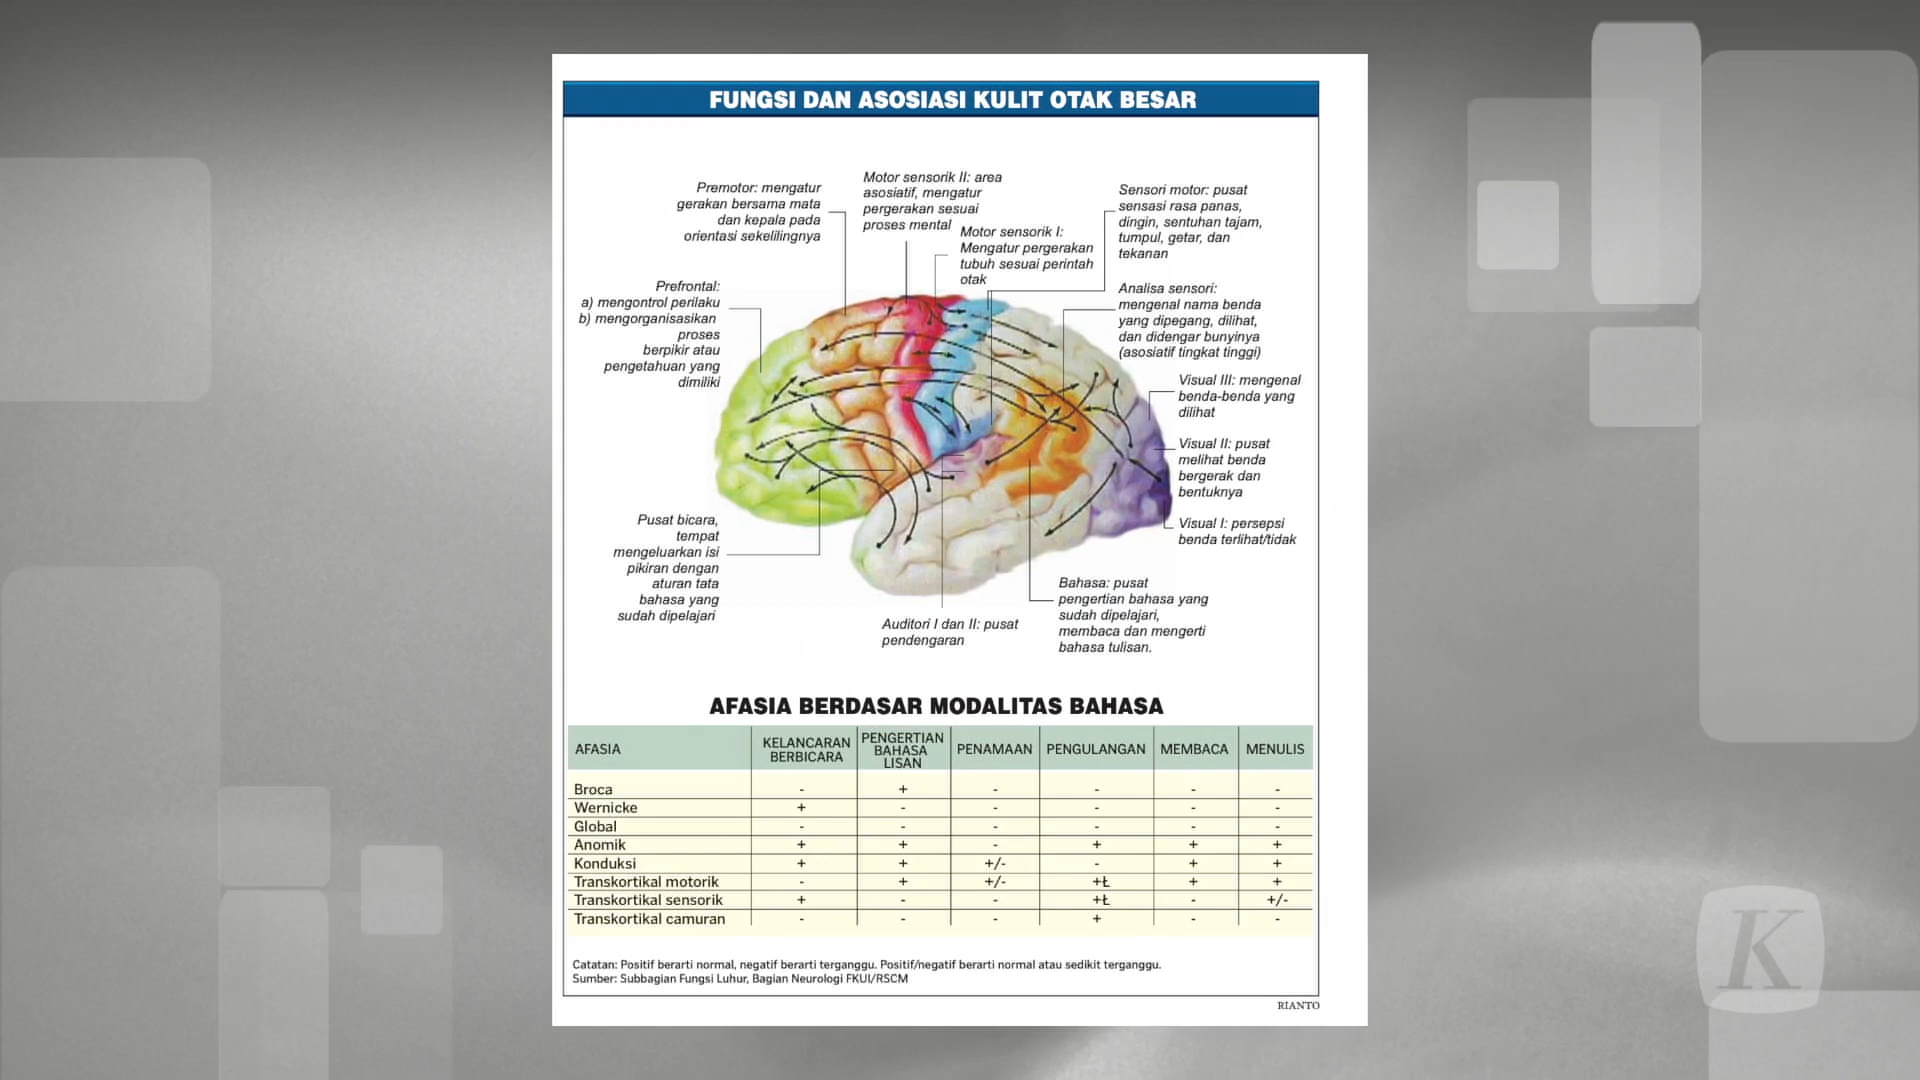 FUNGSI DAN ASOSIASI KULIT OTAK BESAR
Premotor: mengatur
gerakan bersama mata
dan kepala pada
orientasi sekelilingnya
Motor sensorik II: area
asosiatif, mengatur
pergerakan sesuai
proses mental
Motor sensorik I:
Mengatur pergerakan
tubuh sesuai perintah
otak
Sensori motor: pusat
sensasi rasa panas,
dingin, sentuhan tajam,
tumpul, getar, dan
tekanan
Prefrontal:
a) mengontrol perilaku
b) mengorganisasikan
proses
berpikir atau
pengetahuan yang
dimiliki
Analisa sensori:
mengenal nama benda
yang dipegang, dilihat,
dan didengar bunyinya
(asosiatif tingkat tinggi)
Visual III: mengenal
benda-benda yang
dilihat
Visual II: pusat
melihat benda
bergerak dan
bentuknya
Visual I: persepsi
benda terlihat/tidak
Pusat bicara,
tempat
mengeluarkan isi
pikiran dengan
aturan tata
bahasa yang
sudah dipelajari
Auditori I dan II: pusat
pendengaran
Bahasa: pusat
pengertian bahasa yang
sudah dipelajari,
membaca dan mengerti
bahasa tulisan.
AFASIA BERDASAR MODALITAS BAHASA
AFASIA KELANCARAN BERBICARA PENGERTIAN BAHASA LISAN PENAMAAN PENGULANGAN MEMBACA MENULIS
Broca - + - - - -
Wernicke + - - - - -
Global - - - - - -
Anomik + + - + + +
Konduksi + + +/- - + +
Transkortikal motorik - + +/- +Ł + +
Transkortikal sensorik + - - +Ł - +/-
Transkortikal camuran - - - + - -
Catatan: Positif berarti normal, negatif berarti terganggu. Positif/negatif berarti normal atau sedikit terganggu.
Sumber: Subbagian Fungsi Luhur, Bagian Neurologi FKUI/RSCM
RIANTO
K